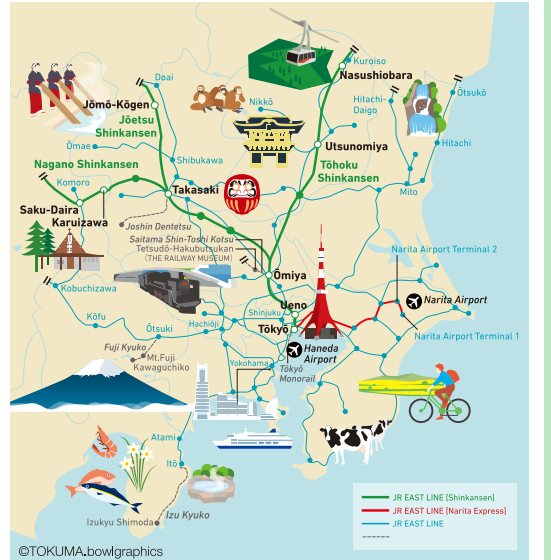 Doai
Kuroiso
Nasushiobara
Jōmō-Kōgen
Nikkō
Hitachi-
Daigo
Ōtsukō
Jōetsu
Shinkansen
Ōmae
Utsunomiya
Hitachi
Nagano Shinkansen
Shibukawa
Tōhoku
Shinkansen
Komoro
Takasaki
Mito
Saku-Daira
Karuizawa
Joshin Dentetsu
Saitama Shin-Toshi Kotsu
Tetsudō-Hakubutsukan
(THE RAILWAY MUSEUM)
Narita Airport Terminal 2
Ōmiya
Kobuchizawa
Narita Airport
Ueno
Shinjuku
Kōfu
Ōtsuki
Hachiōji
Tōkyō
Narita Airport Terminal 1
Fuji Kyuko
Haneda
Airport
Mt.Fuji
Kawaguchiko
Yokohama
Tōkyō
Monorail
Atami
Itō
Izukyu Shimoda
Izu Kyuko
JR EAST LINE [Shinkansen]
JR EAST LINE [Narita Express]
JR EAST LINE
©TOKUMA.bowlgraphics